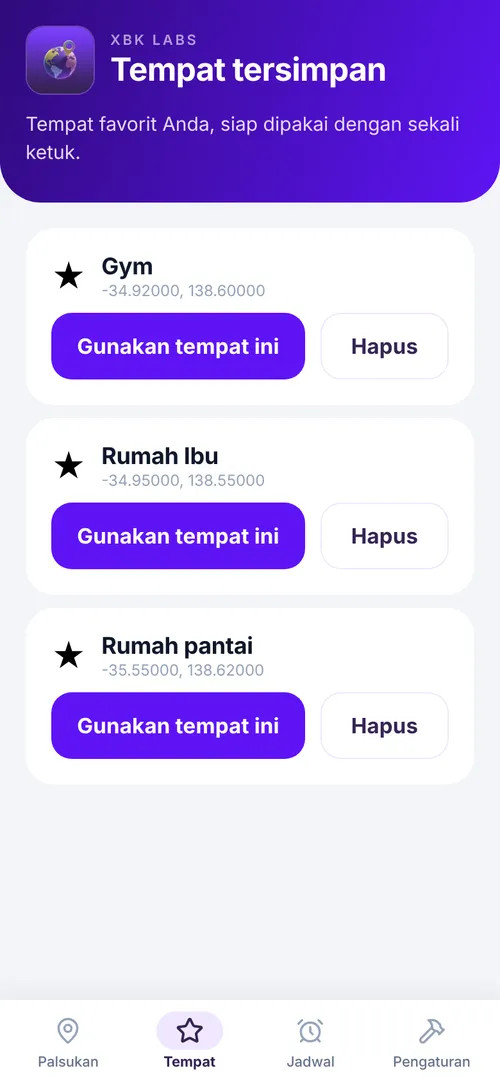 XBK LABS
Tempat tersimpan
Tempat favorit Anda, siap dipakai dengan sekali
ketuk.
Gym
-34.92000, 138.60000
Gunakan tempat ini
Hapus
Rumah Ibu
-34.95000, 138.55000
Gunakan tempat ini
Hapus
Rumah pantai
-35.55000, 138.62000
Gunakan tempat ini
Hapus
Palsukan
Tempat
Jadwal
Pengaturan